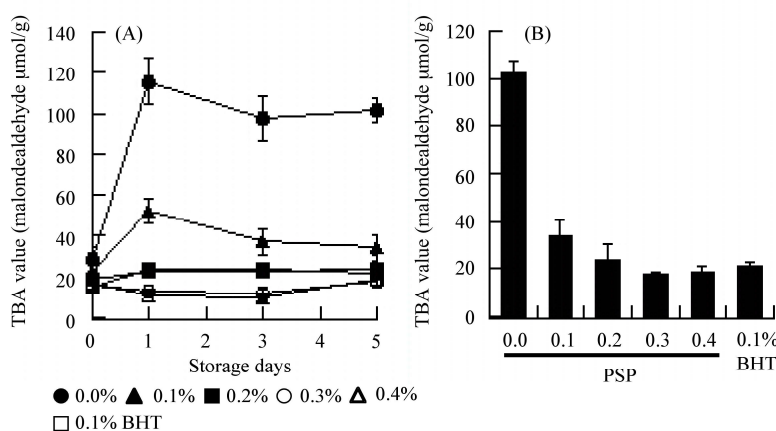 (A)
TBA value (malondealdehyde μmol/g)
140
120
100
80
60
40
20
0
0 1 2 3 4 5
Storage days
0.0% 0.1% 0.2% 0.3% 0.4%
0.1% BHT
(B)
TBA value (malondealdehyde μmol/g)
120
100
80
60
40
20
0
0.0 0.1 0.2 0.3 0.4 0.1%
PSP BHT